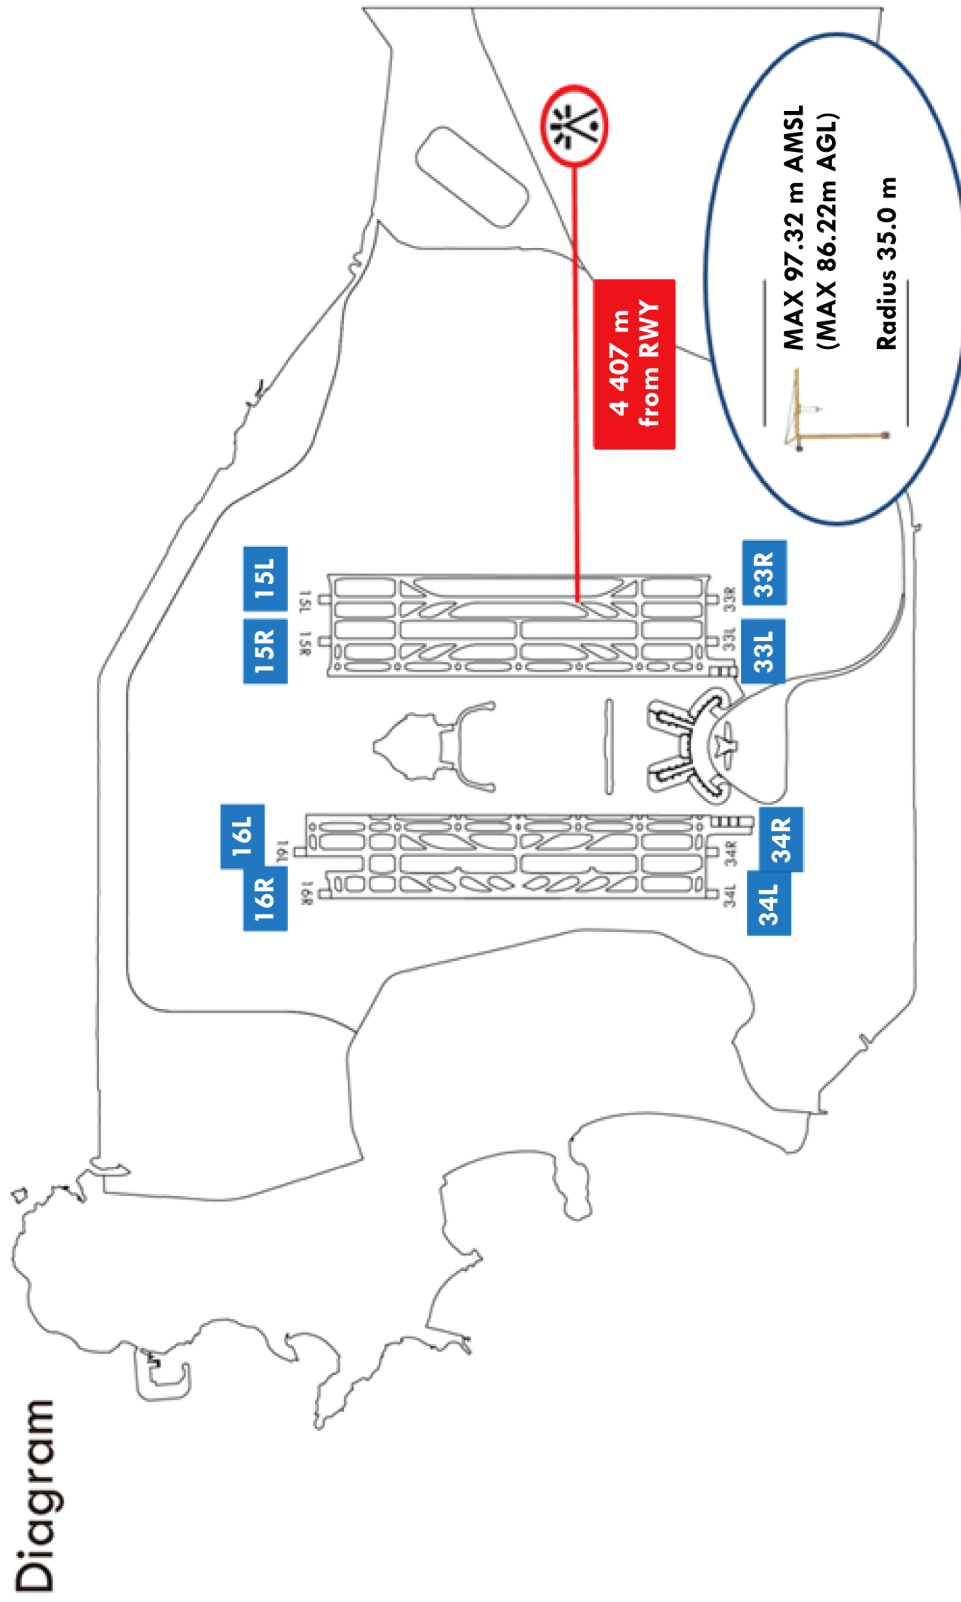 Diagram
16R
16L
15R
15L
16R
16L
15R
15L
34L
34R
33L
33R
34L
34R
33L
33R
4 407 m
from RWY
MAX 97.32 m AMSL
(MAX 86.22m AGL)
Radius 35.0 m